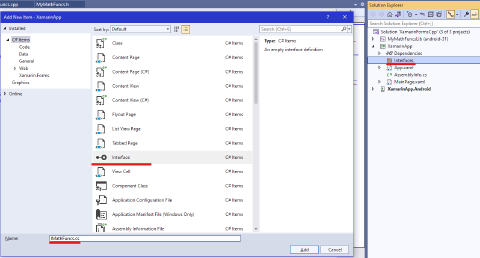 funcs.cpp MyMathFuncs.cs
Add New Item - XamarinApp
Installed
C# Items
Code
Data
General
Web
Xamarin.Forms
Graphics
Online
Sort by: Default
Class C# Items
Content Page C# Items
Content Page (C#) C# Items
Content View C# Items
Content View (C#) C# Items
Flyout Page C# Items
List View Page C# Items
Tabbed Page C# Items
Interface C# Items
View Cell C# Items
Component Class C# Items
Application Configuration File C# Items
Application Manifest File (Windows Only) C# Items
Assembly Information File C# Items
Search (Ctrl+E)
Type: C# Items
An empty interface definition
Name: IMathFuncs.cs
Add Cancel
Solution Explorer
Search Solution Explorer (Ctrl+;)
Solution 'XamarinFormsCpp' (3 of 3 projects)
MyMathFuncsLib (android-21)
XamarinApp
Dependencies
Interfaces
App.xaml
AssemblyInfo.cs
MainPage.xaml
XamarinApp.Android